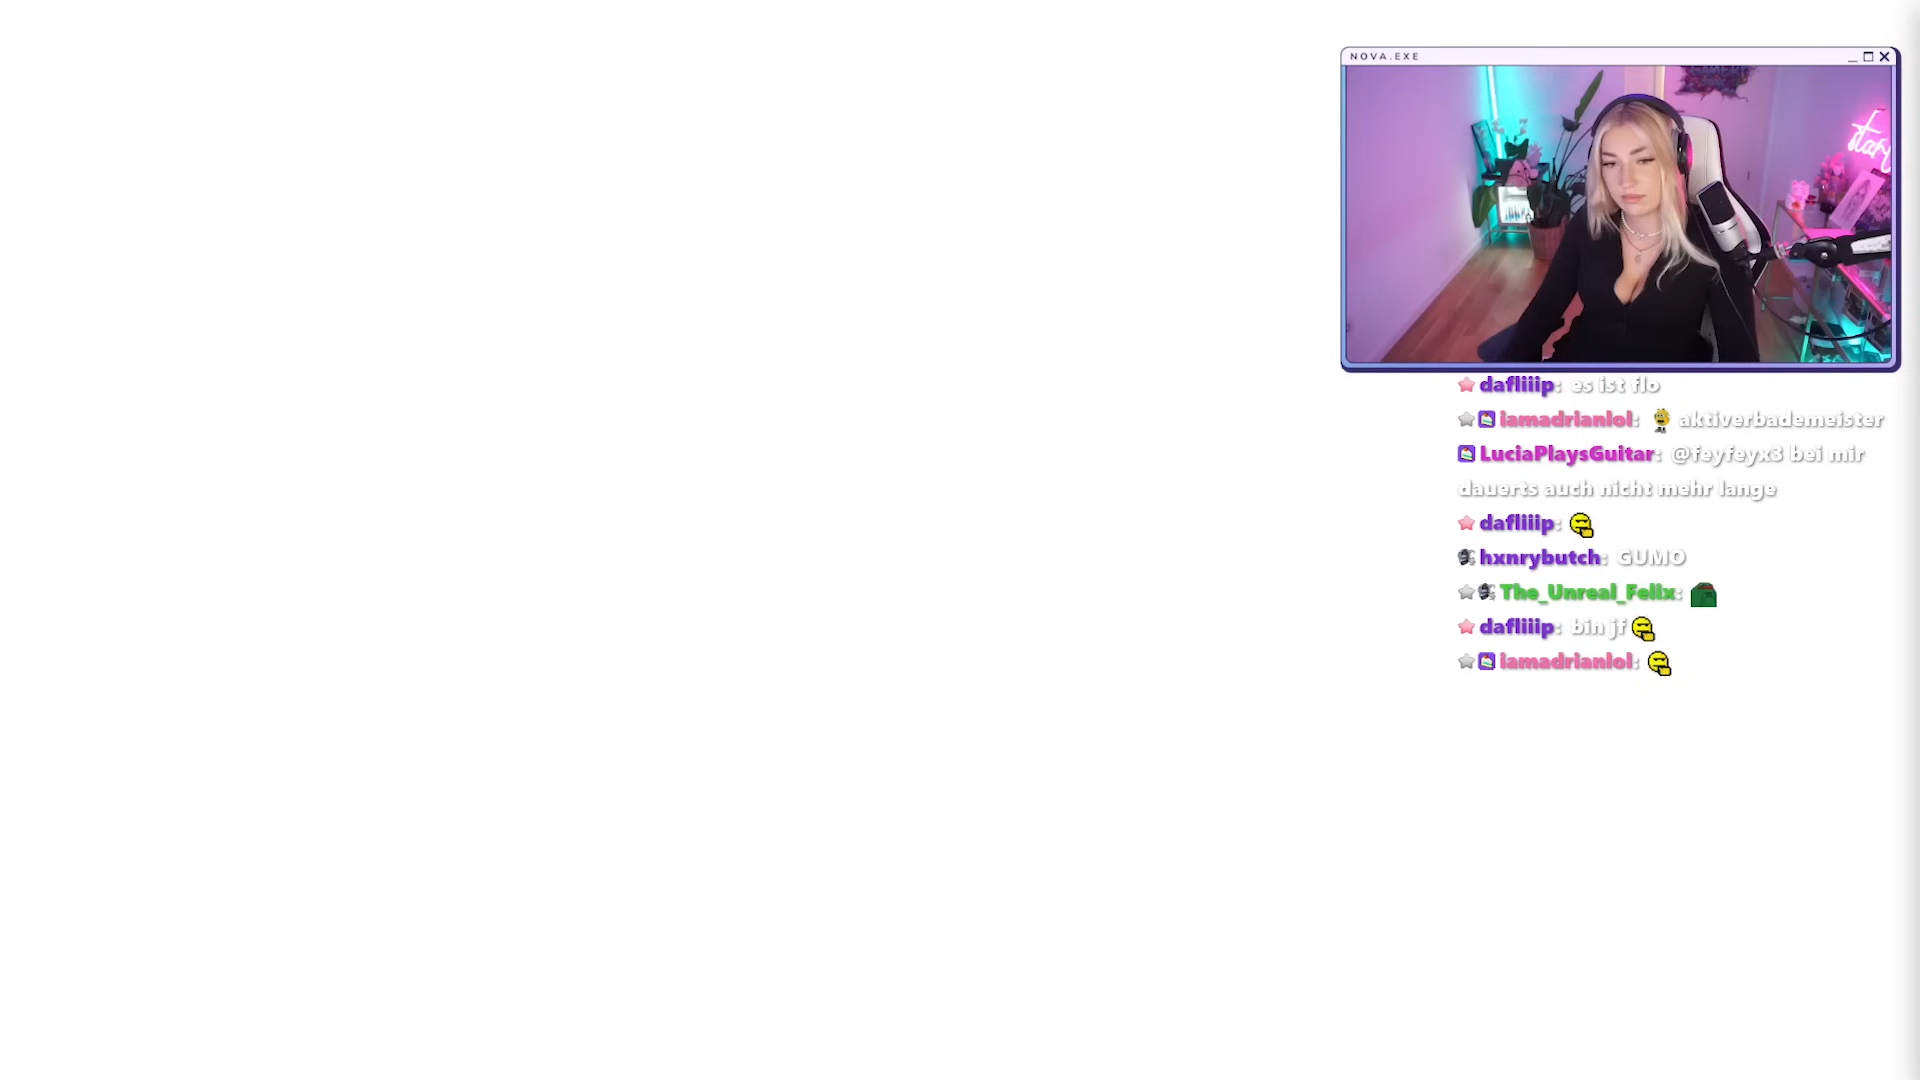 NOVA.EXE
start
dafliiip: es ist flo
iamadrianlol: aktiverbademeister
LuciaPlaysGuitar: @feyfeyx3 bei mir
dauerts auch nicht mehr lange
dafliiip:
hxnrybutch: GUMO
The_Unreal_Felix:
dafliiip: bin jf
iamadrianlol: